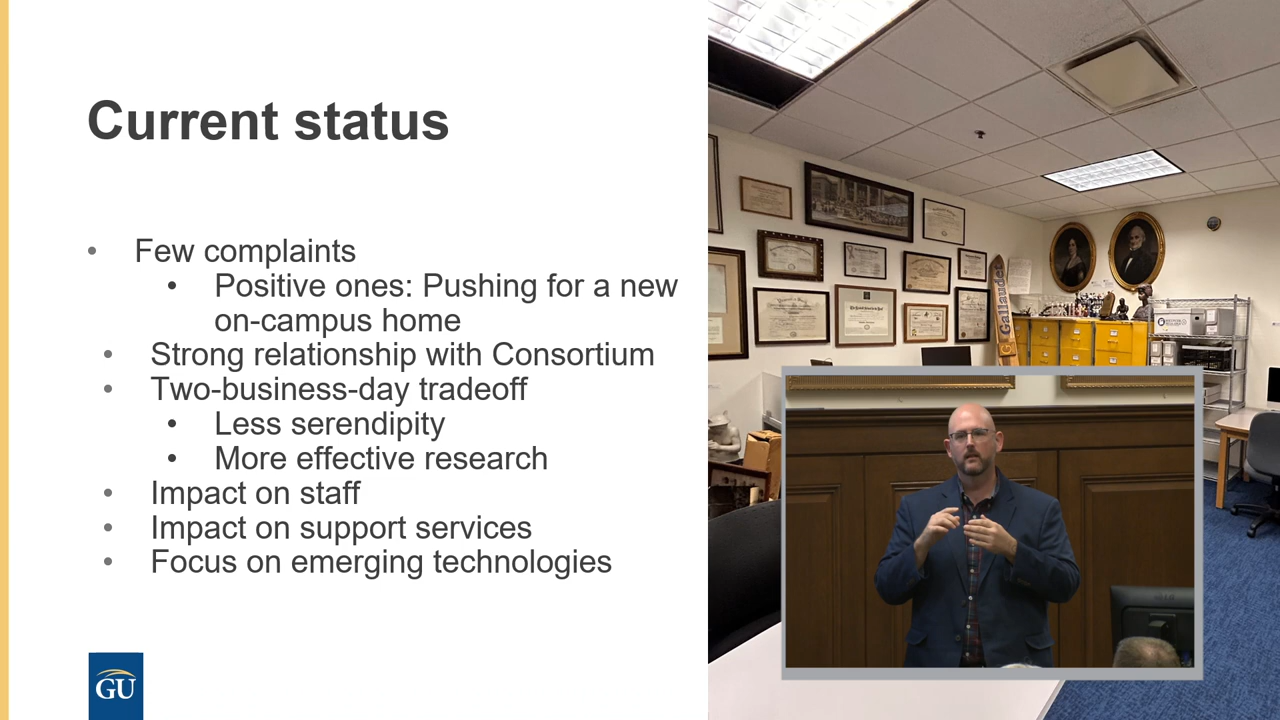 Current status
• Few complaints
• Positive ones: Pushing for a new
on-campus home
• Strong relationship with Consortium
• Two-business-day tradeoff
• Less serendipity
• More effective research
• Impact on staff
• Impact on support services
• Focus on emerging technologies
GU
Gallaudet